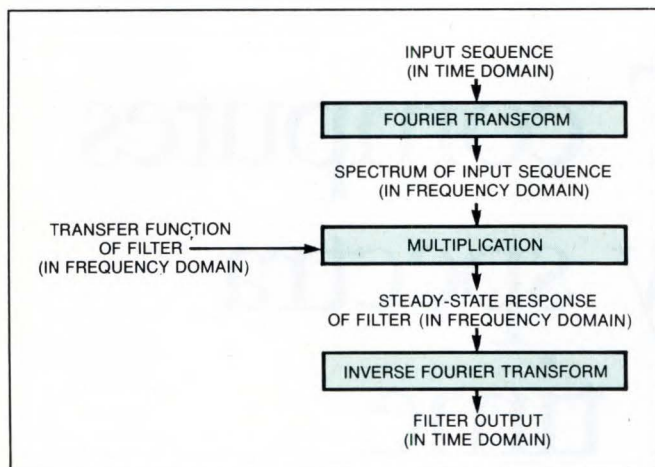 INPUT SEQUENCE
(IN TIME DOMAIN)
FOURIER TRANSFORM
SPECTRUM OF INPUT SEQUENCE
(IN FREQUENCY DOMAIN)
TRANSFER FUNCTION
OF FILTER
(IN FREQUENCY DOMAIN)
MULTIPLICATION
STEADY-STATE RESPONSE
OF FILTER (IN FREQUENCY DOMAIN)
INVERSE FOURIER TRANSFORM
FILTER OUTPUT
(IN TIME DOMAIN)